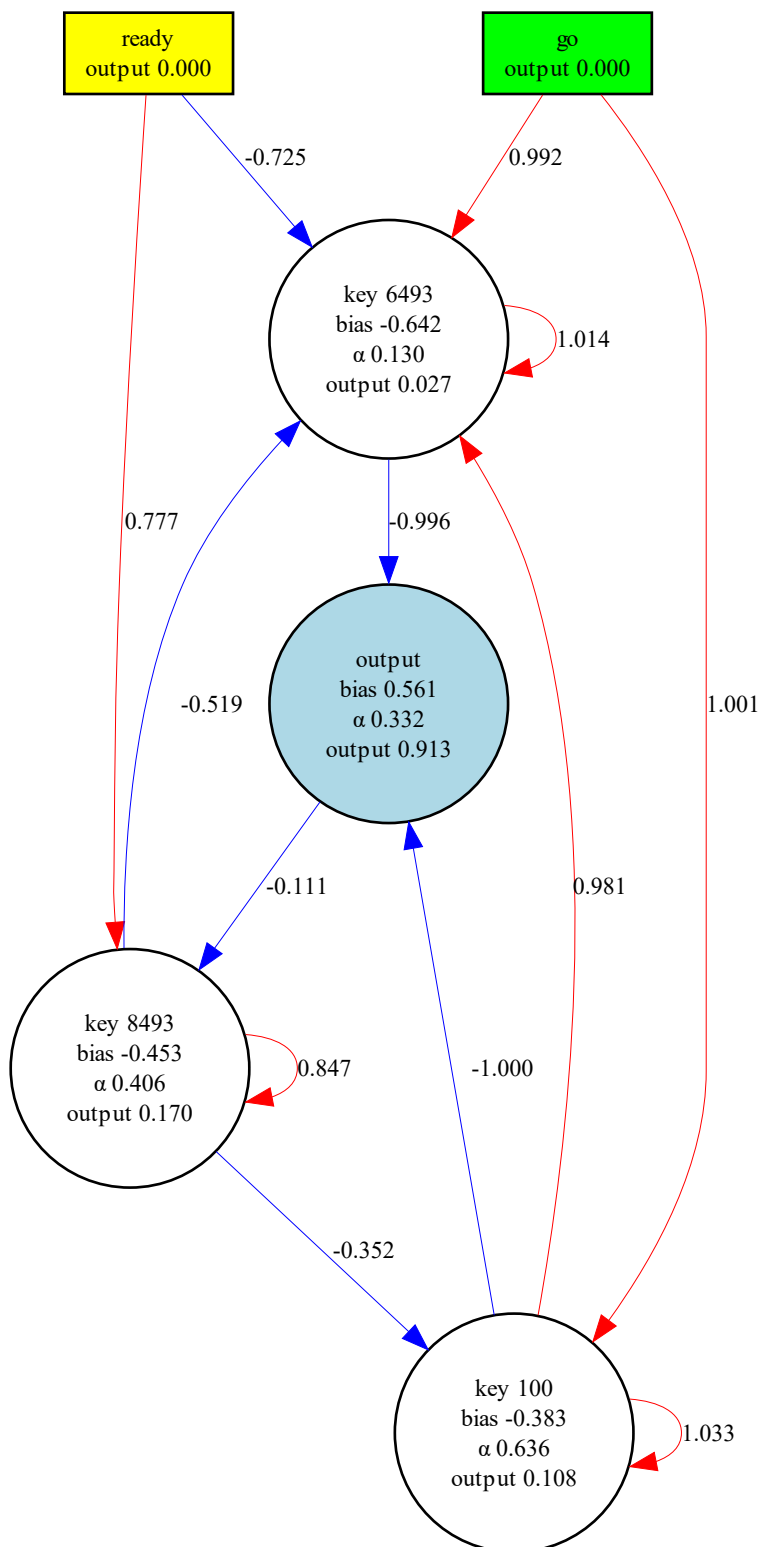 ready
output 0.000
go
output 0.000
-0.725
0.992
key 6493
bias -0.642
α 0.130
output 0.027
1.014
0.777
-0.996
output
bias 0.561
α 0.332
output 0.913
-0.519
1.001
-0.111
0.981
key 8493
bias -0.453
α 0.406
output 0.170
0.847
-1.000
-0.352
key 100
bias -0.383
α 0.636
output 0.108
1.033